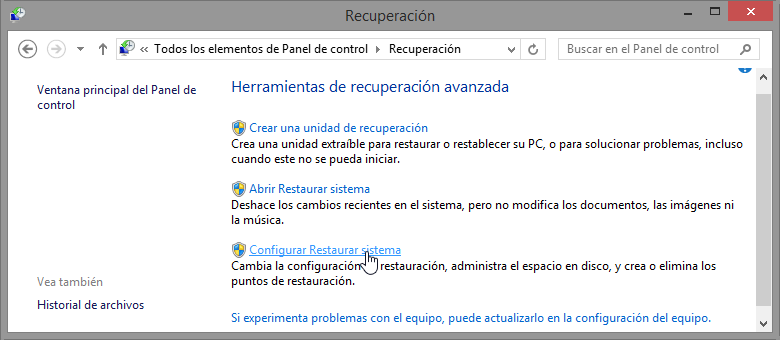 Recuperación
Todos los elementos de Panel de control
Recuperación
Buscar en el Panel de control
Ventana principal del Panel de
control
Herramientas de recuperación avanzada
Crear una unidad de recuperación
Crea una unidad extraíble para restaurar o restablecer su PC, o para solucionar problemas, incluso
cuando este no se pueda iniciar.
Abrir Restaurar sistema
Deshace los cambios recientes en el sistema, pero no modifica los documentos, las imágenes ni
la música.
Configurar Restaurar sistema
Cambia la configuración restauración, administra el espacio en disco, y crea o elimina los
puntos de restauración.
Vea también
Historial de archivos
Si experimenta problemas con el equipo, puede actualizarlo en la configuración del equipo.